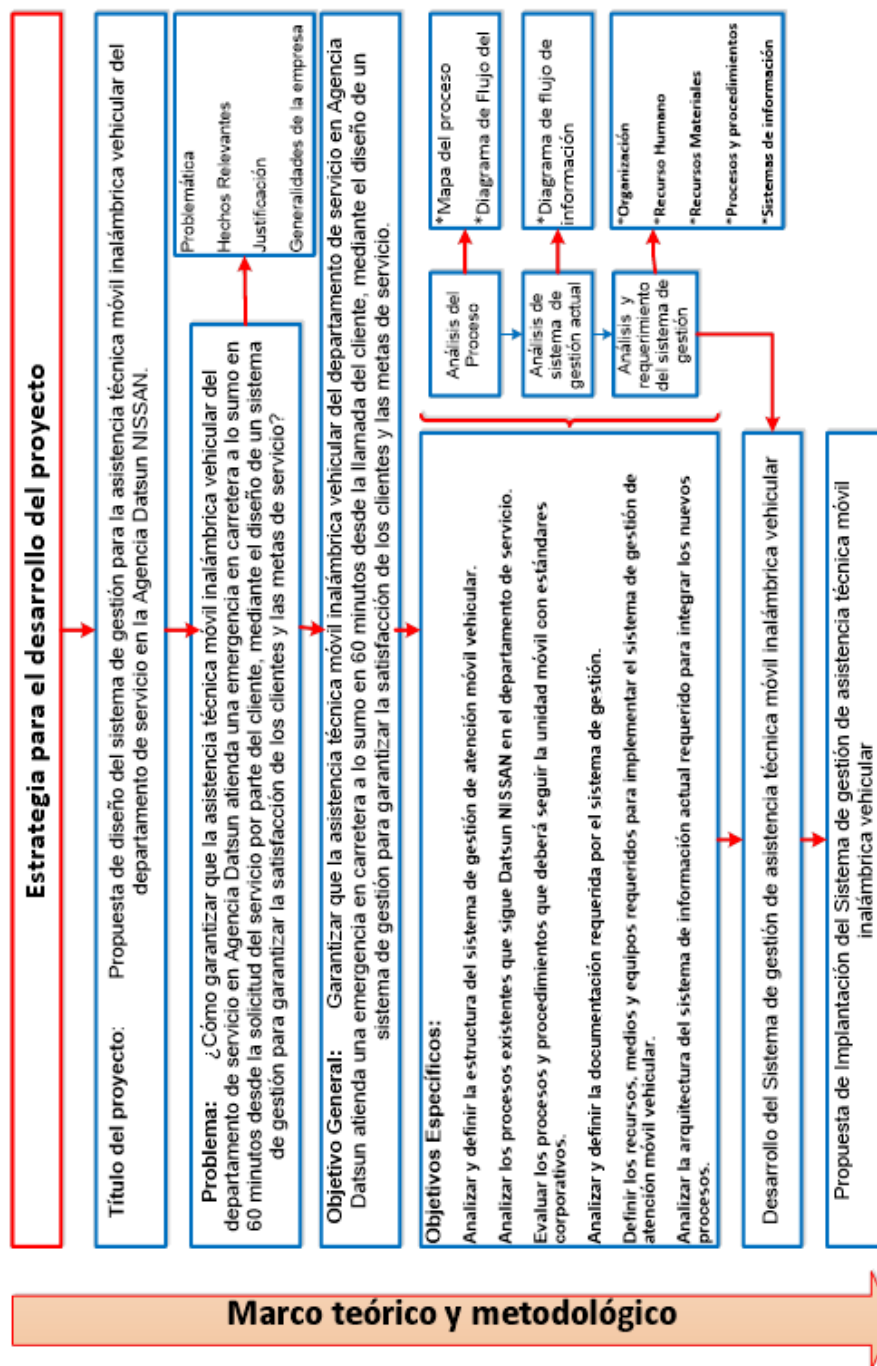 Estrategia para el desarrollo del proyecto
Título del proyecto: Propuesta de diseño del sistema de gestión para la asistencia técnica móvil inalámbrica vehicular del
departamento de servicio en la Agencia Datsun NISSAN.
Problema: ¿Cómo garantizar que la asistencia técnica móvil inalámbrica vehicular del
departamento de servicio en Agencia Datsun atienda una emergencia en carretera a lo sumo en
60 minutos desde la solicitud del servicio por parte del cliente, mediante el diseño de un sistema
de gestión para garantizar la satisfacción de los clientes y las metas de servicio?
Problemática
Hechos Relevantes
Justificación
Generalidades de la empresa
Objetivo General: Garantizar que la asistencia técnica móvil inalámbrica vehicular del departamento de servicio en Agencia
Datsun atienda una emergencia en carretera a lo sumo en 60 minutos desde la llamada del cliente, mediante el diseño de un
sistema de gestión para garantizar la satisfacción de los clientes y las metas de servicio.
Objetivos Específicos:
Analizar y definir la estructura del sistema de gestión de atención móvil vehicular.
Analizar los procesos existentes que sigue Datsun NISSAN en el departamento de servicio.
Evaluar los procesos y procedimientos que deberá seguir la unidad móvil con estándares
corporativos.
Analizar y definir la documentación requerida por el sistema de gestión.
Definir los recursos, medios y equipos requeridos para implementar el sistema de gestión de
atención móvil vehicular.
Analizar la arquitectura del sistema de información actual requerido para integrar los nuevos
procesos.
Análisis del
Proceso
*Mapa del proceso
*Diagrama de Flujo del
Análisis de
sistema de
gestión actual
*Diagrama de flujo de
información
Análisis y
requerimiento
del sistema de
gestión
*Organización
*Recurso Humano
*Recursos Materiales
*Procesos y procedimientos
*Sistemas de información
Desarrollo del Sistema de gestión de asistencia técnica móvil inalámbrica vehicular
Propuesta de Implantación del Sistema de gestión de asistencia técnica móvil
inalámbrica vehicular
Marco teórico y metodológico